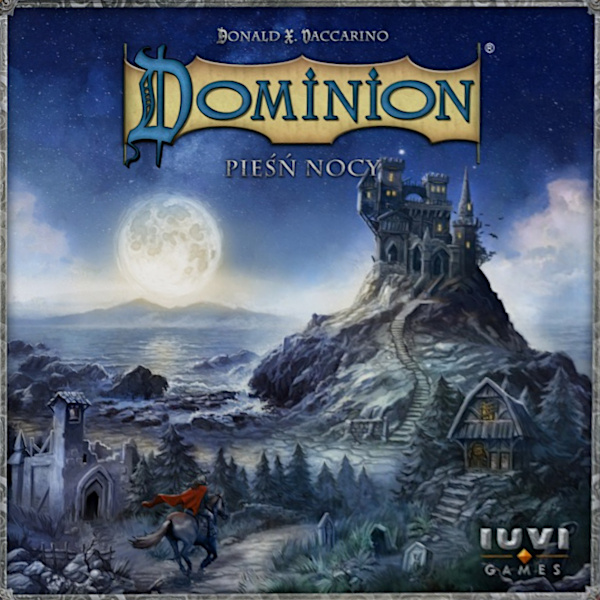 DONALD X. VACCARINO
DOMINION®
PIEŚŃ NOCY
IUVI
GAMES